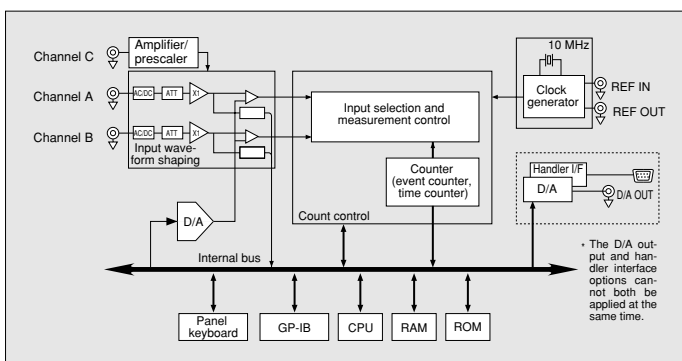 Channel C
Amplifier/
prescaler
10 MHz
Channel A
AC/DC
ATT
X1
Input selection and
measurement control
Clock
generator
REF IN
REF OUT
Channel B
AC/DC
ATT
X1
Input wave-
form shaping
Counter
(event counter,
time counter)
Handler I/F
D/A
D/A OUT
D/A
Count control
Internal bus
* The D/A out-
put and han-
dler interface
options can-
not both be
applied at the
same time.
Panel
keyboard
GP-IB
CPU
RAM
ROM